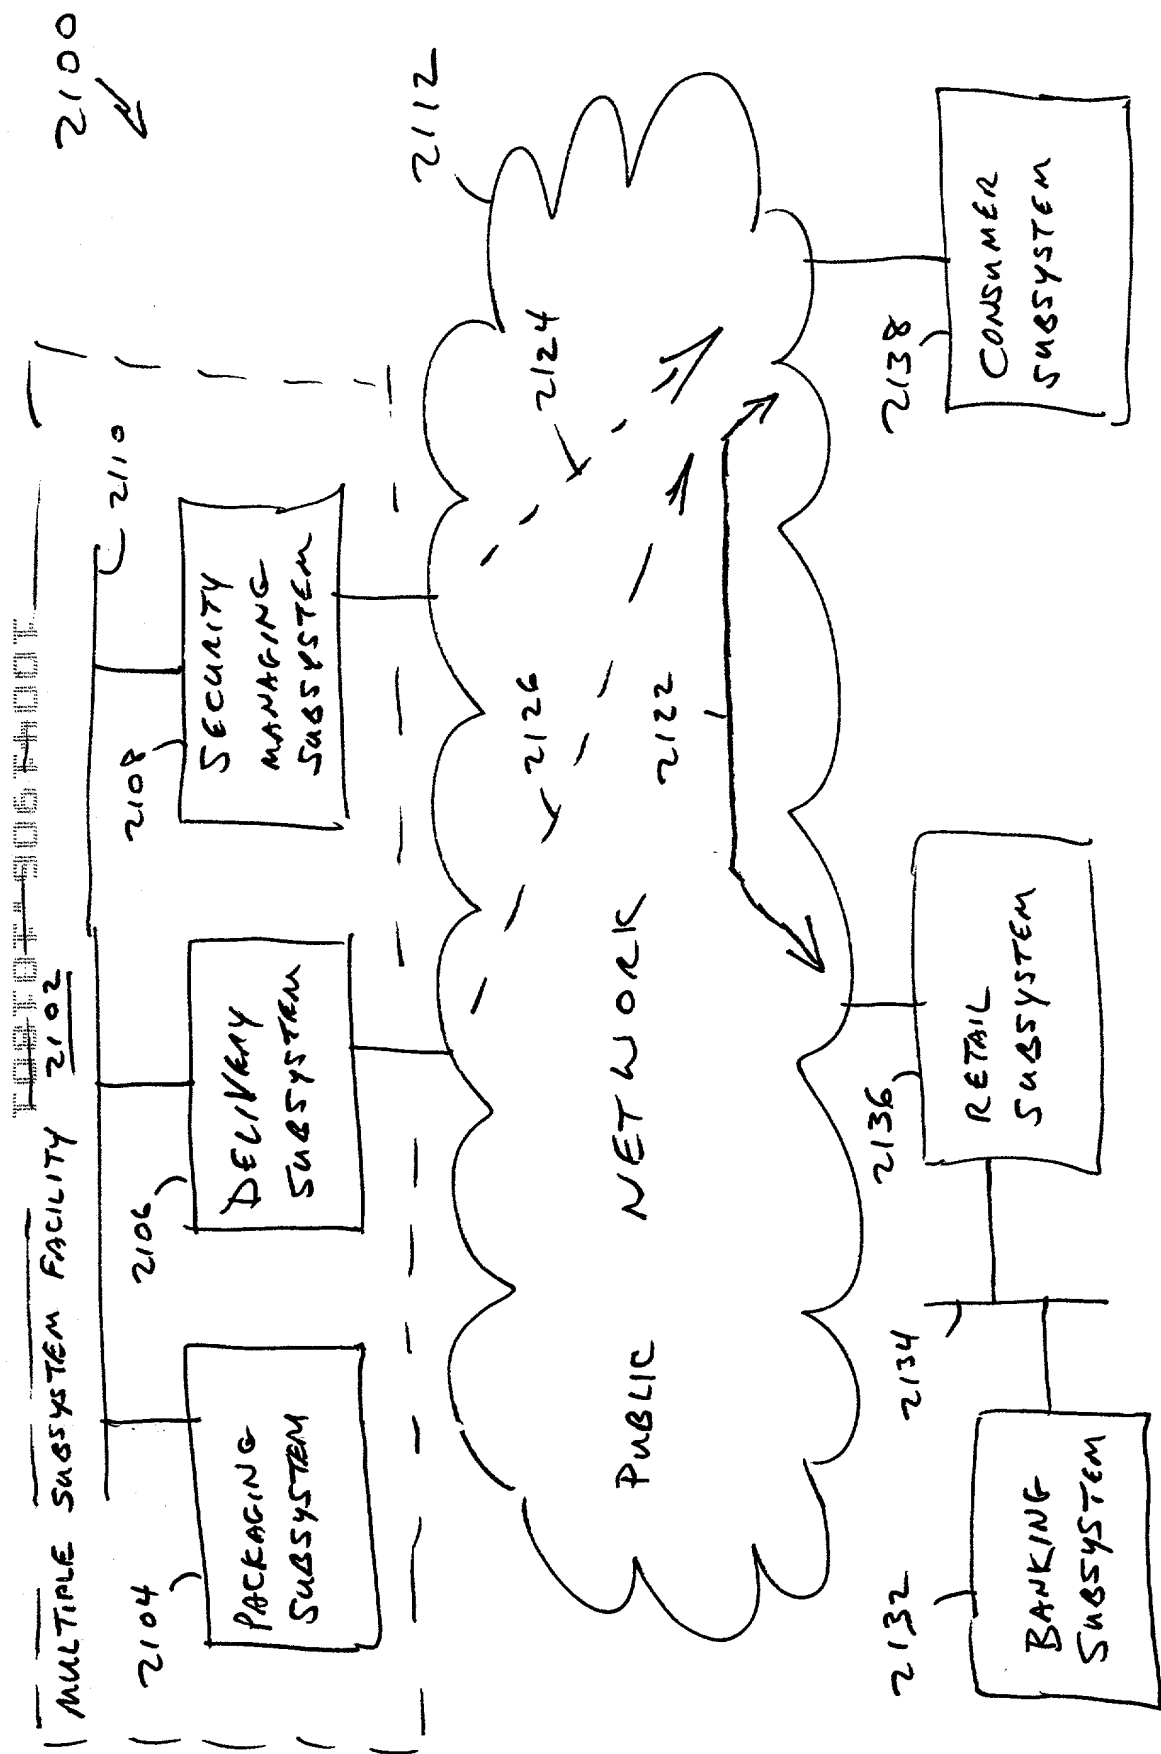 2100
MULTIPLE SUBSYSTEM FACILITY 2102
2110
2104
PACKAGING
SUBSYSTEM
2106
DELIVERY
SUBSYSTEM
2108
SECURITY
MANAGING
SUBSYSTEM
2112
2124
2126
2122
PUBLIC NETWORK
2132
BANKING
SUBSYSTEM
2134
2136
RETAIL
SUBSYSTEM
2138
CONSUMER
SUBSYSTEM